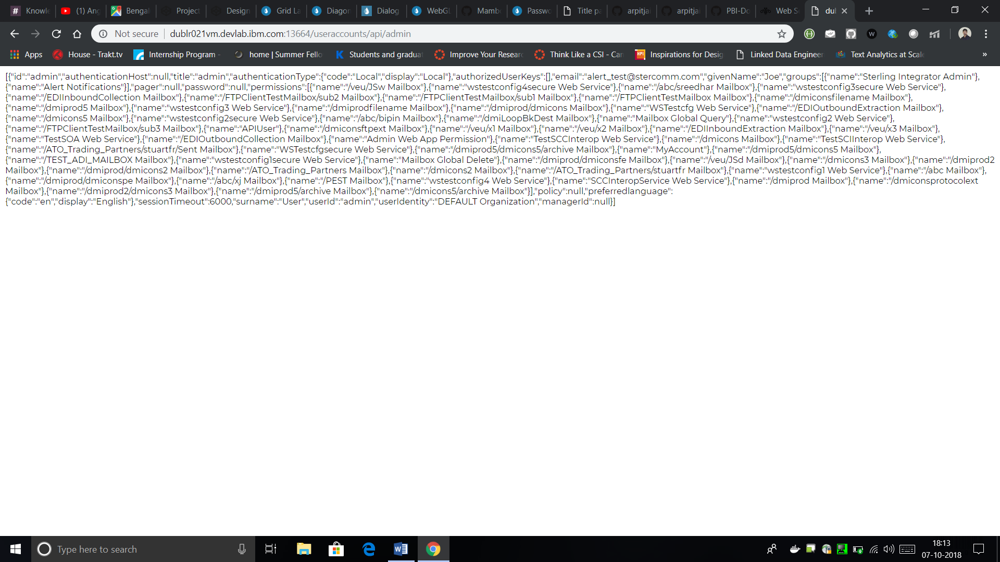 Knowle
(1) Ang
Bengal
Project
Design
Grid La
Diagon
Dialog
WebGL
Mambo
Passwo
Title pa
arpitjai
arpitjai
PBI-Do
Web Se
dub
Not secure
dublr021vm.devlab.ibm.com:13664/useraccounts/api/admin
Apps
House - Trakt.tv
Internship Program -
home | Summer Fello
Students and graduat
Improve Your Researc
Think Like a CSI - Can
Inspirations for Desig
Linked Data Engineer
Text Analytics at Scale
»
[{"id":"admin","authenticationHost":null,"title":"admin","authenticationType":{"code":"Local","display":"Local"},"authorizedUserKeys":[],"email":"alert_test@stercomm.com","givenName":"Joe","groups":[{"name":"Sterling Integrator Admin"},
{"name":"Alert Notifications"}],"pager":null,"password":null,"permissions":[{"name":"/veu/JSw Mailbox"},{"name":"wstestconfig4secure Web Service"},{"name":"/abc/sreedhar Mailbox"},{"name":"wstestconfig3secure Web Service"},
{"name":"/EDIInboundCollection Mailbox"},{"name":"/FTPClientTestMailbox/sub2 Mailbox"},{"name":"/FTPClientTestMailbox/sub1 Mailbox"},{"name":"/FTPClientTestMailbox Mailbox"},{"name":"/dmiconsfilename Mailbox"},
{"name":"/dmiprod5 Mailbox"},{"name":"wstestconfig3 Web Service"},{"name":"/dmiprodfilename Mailbox"},{"name":"/dmiprod/dmicons Mailbox"},{"name":"WSTestcfg Web Service"},{"name":"/EDIOutboundExtraction Mailbox"},
{"name":"/dmicons5 Mailbox"},{"name":"wstestconfig2secure Web Service"},{"name":"/abc/bipin Mailbox"},{"name":"/dmiLoopBkDest Mailbox"},{"name":"Mailbox Global Query"},{"name":"wstestconfig2 Web Service"},
{"name":"/FTPClientTestMailbox/sub3 Mailbox"},{"name":"APIUser"},{"name":"/dmiconsftpext Mailbox"},{"name":"/veu/x1 Mailbox"},{"name":"/veu/x2 Mailbox"},{"name":"/EDIInboundExtraction Mailbox"},{"name":"/veu/x3 Mailbox"},
{"name":"TestSOA Web Service"},{"name":"/EDIOutboundCollection Mailbox"},{"name":"Admin Web App Permission"},{"name":"TestSCCInterop Web Service"},{"name":"/dmicons Mailbox"},{"name":"TestSCIInterop Web Service"},
{"name":"/ATO_Trading_Partners/stuartfr/Sent Mailbox"},{"name":"WSTestcfgsecure Web Service"},{"name":"/dmiprod5/dmicons5/archive Mailbox"},{"name":"MyAccount"},{"name":"/dmiprod5/dmicons5 Mailbox"},
{"name":"/TEST_ADI_MAILBOX Mailbox"},{"name":"wstestconfig1secure Web Service"},{"name":"Mailbox Global Delete"},{"name":"/dmiprod/dmiconsfe Mailbox"},{"name":"/veu/JSd Mailbox"},{"name":"/dmicons3 Mailbox"},{"name":"/dmiprod2
Mailbox"},{"name":"/dmiprod/dmicons2 Mailbox"},{"name":"/ATO_Trading_Partners Mailbox"},{"name":"/dmicons2 Mailbox"},{"name":"/ATO_Trading_Partners/stuartfr Mailbox"},{"name":"wstestconfig1 Web Service"},{"name":"/abc Mailbox"},
{"name":"/dmiprod/dmiconspe Mailbox"},{"name":"/abc/xj Mailbox"},{"name":"/PEST Mailbox"},{"name":"wstestconfig4 Web Service"},{"name":"SCCInteropService Web Service"},{"name":"/dmiprod Mailbox"},{"name":"/dmiconsprotocolext
Mailbox"},{"name":"/dmiprod2/dmicons3 Mailbox"},{"name":"/dmiprod5/archive Mailbox"},{"name":"/dmicons5/archive Mailbox"}],"policy":null,"preferredlanguage":
{"code":"en","display":"English"},"sessionTimeout":6000,"surname":"User","userId":"admin","userIdentity":"DEFAULT Organization","managerId":null}]
Type here to search
18:13
07-10-2018